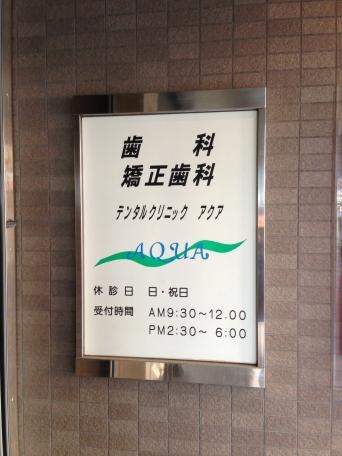 歯　科
矯正歯科
デンタルクリニック　アクア
AQUA
休診日　日・祝日
受付時間　AM9:30～12.00
PM2:30～ 6:00